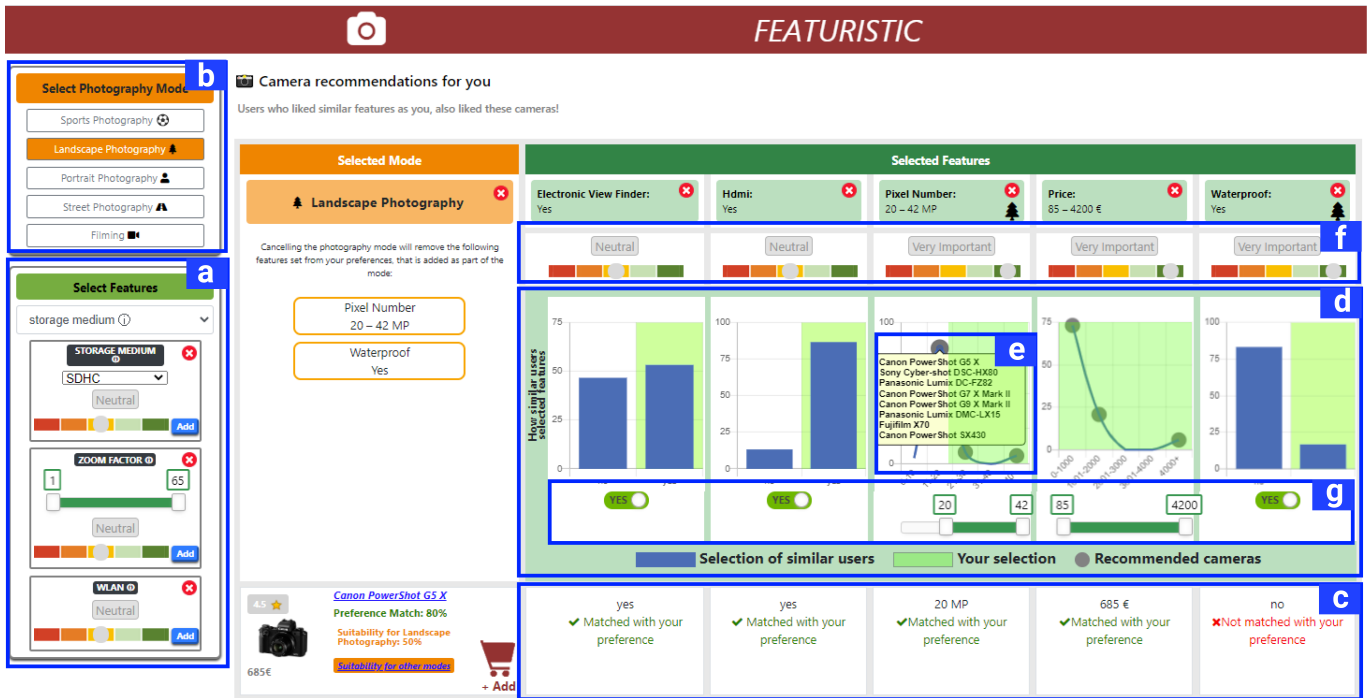 FEATURISTIC
b
Select Photography Mode
Sports Photography
Landscape Photography
Portrait Photography
Street Photography
Filming
a
Select Features
storage medium
STORAGE MEDIUM
SDHC
Neutral
Add
ZOOM FACTOR
1
65
Neutral
Add
WLAN
Neutral
Add
Camera recommendations for you
Users who liked similar features as you, also liked these cameras!
Selected Mode
Selected Features
Landscape Photography
Cancelling the photography mode will remove the following
features set from your preferences, that is added as part of the
mode:
Pixel Number
20 – 42 MP
Waterproof
Yes
Electronic View Finder:
Yes
Hdmi:
Yes
Pixel Number:
20 – 42 MP
Price:
85 – 4200 €
Waterproof:
Yes
f
Neutral
Neutral
Very Important
Very Important
Very Important
d
How similar users
selected features
75
50
25
0
yes
100
75
50
25
0
yes
100
0
e
Canon PowerShot G5 X
Sony Cyber-shot DSC-HX80
Panasonic Lumix DC-FZ82
Canon PowerShot G7 X Mark II
Canon PowerShot G9 X Mark II
Panasonic Lumix DMC-LX15
Fujifilm X70
Canon PowerShot SX430
75
50
25
0
0-1000
1001-2000
2001-3000
3001-4000
4000+
100
75
50
25
0
g
YES
YES
20
42
85
4200
YES
Selection of similar users
Your selection
Recommended cameras
c
4.5
685€
Canon PowerShot G5 X
Preference Match: 80%
Suitability for Landscape
Photography: 50%
Suitability for other modes
+ Add
yes
Matched with your
preference
yes
Matched with your
preference
20 MP
Matched with your
preference
685 €
Matched with your
preference
no
Not matched with your
preference